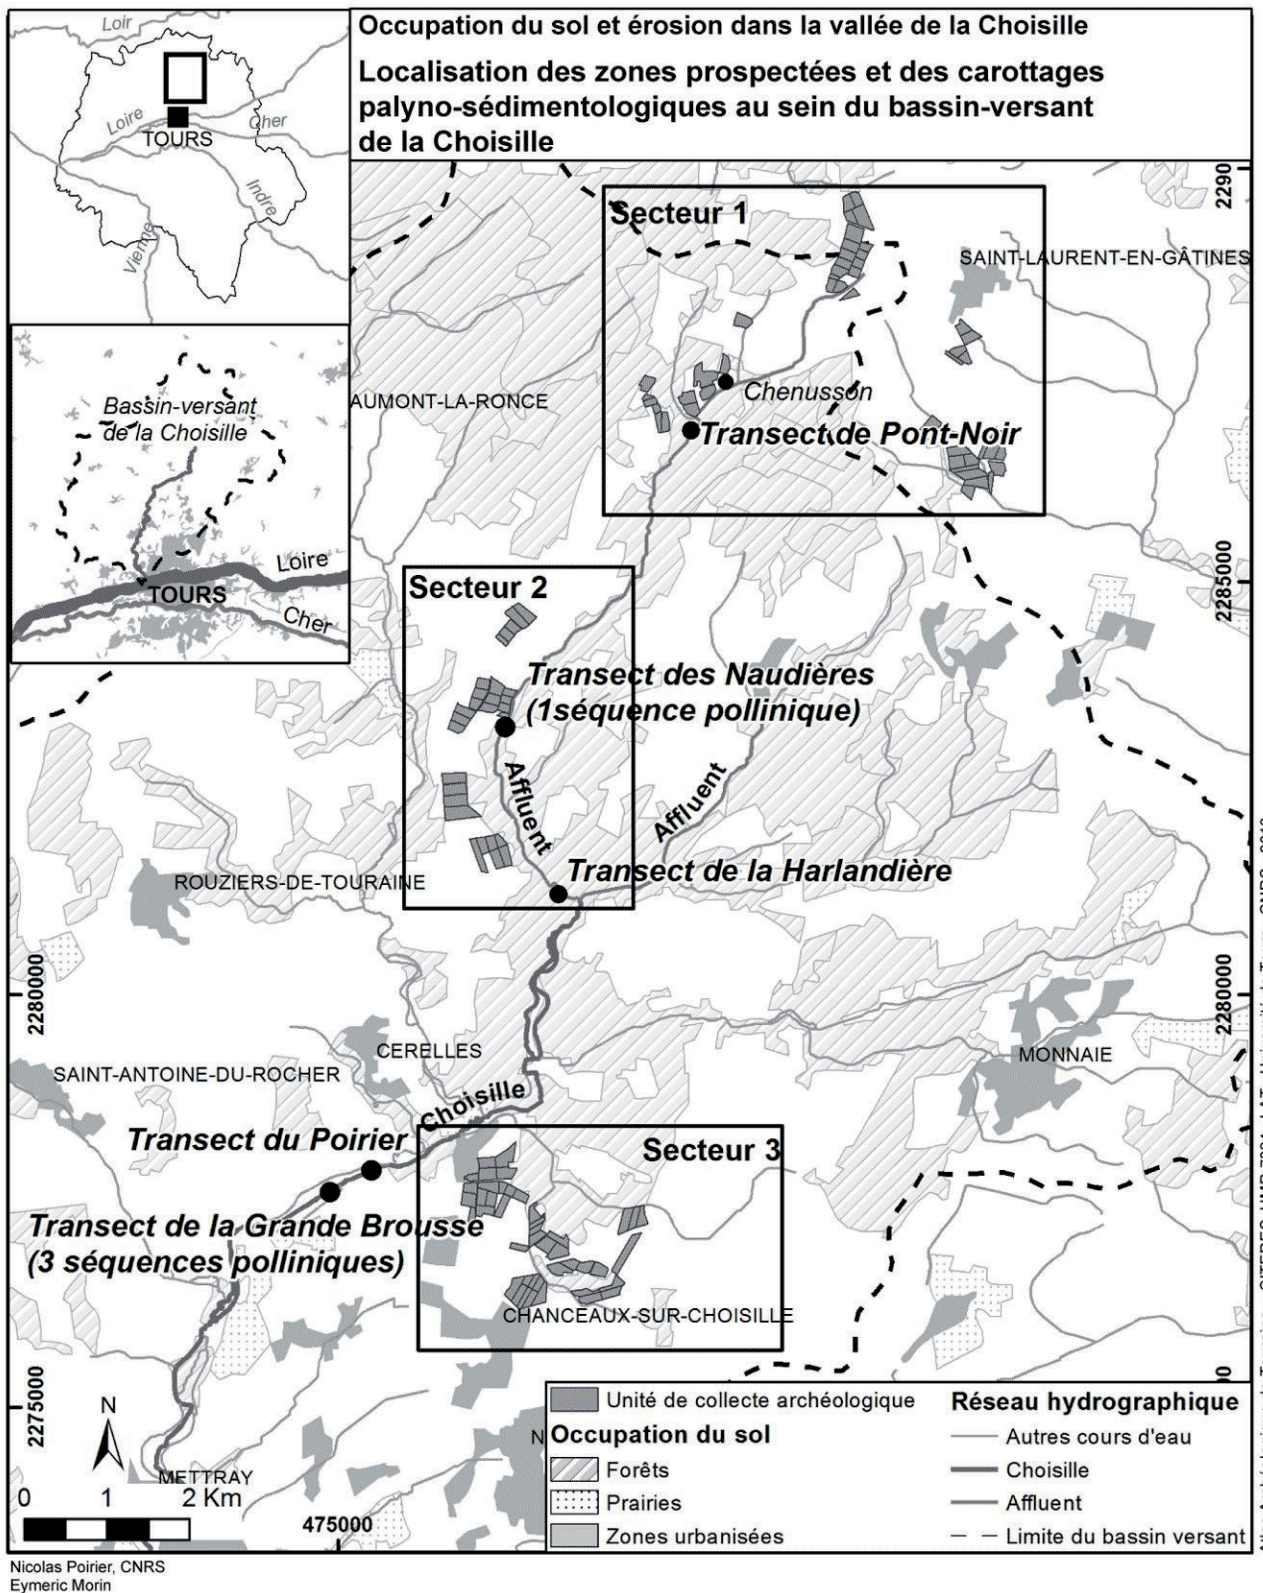 Occupation du sol et érosion dans la vallée de la Choisille
Localisation des zones prospectées et des carottages
palyno-sédimentologiques au sein du bassin-versant
de la Choisille
Loir
Loire
Cher
TOURS
Indre
Vienne
Bassin-versant
de la Choisille
Loire
TOURS
Cher
2290
Secteur 1
SAINT-LAURENT-EN-GÂTINES
Chenusson
AUMONT-LA-RONCE
Transect de Pont-Noir
2285000
Secteur 2
Transect des Naudières
(1séquence pollinique)
Affluent
Affluent
Transect de la Harlandière
ROUZIERS-DE-TOURAINE
2280000
2280000
CERELLES
MONNAIE
SAINT-ANTOINE-DU-ROCHER
Choisille
Transect du Poirier
Secteur 3
Transect de la Grande Brousse
(3 séquences polliniques)
CHANCEAUX-SUR-CHOISILLE
2275000
N
METTRAY
0 1 2 Km
475000
N
Unité de collecte archéologique
Occupation du sol
Forêts
Prairies
Zones urbanisées
Réseau hydrographique
Autres cours d'eau
Choisille
Affluent
Limite du bassin versant
Nicolas Poirier, CNRS
Eymeric Morin